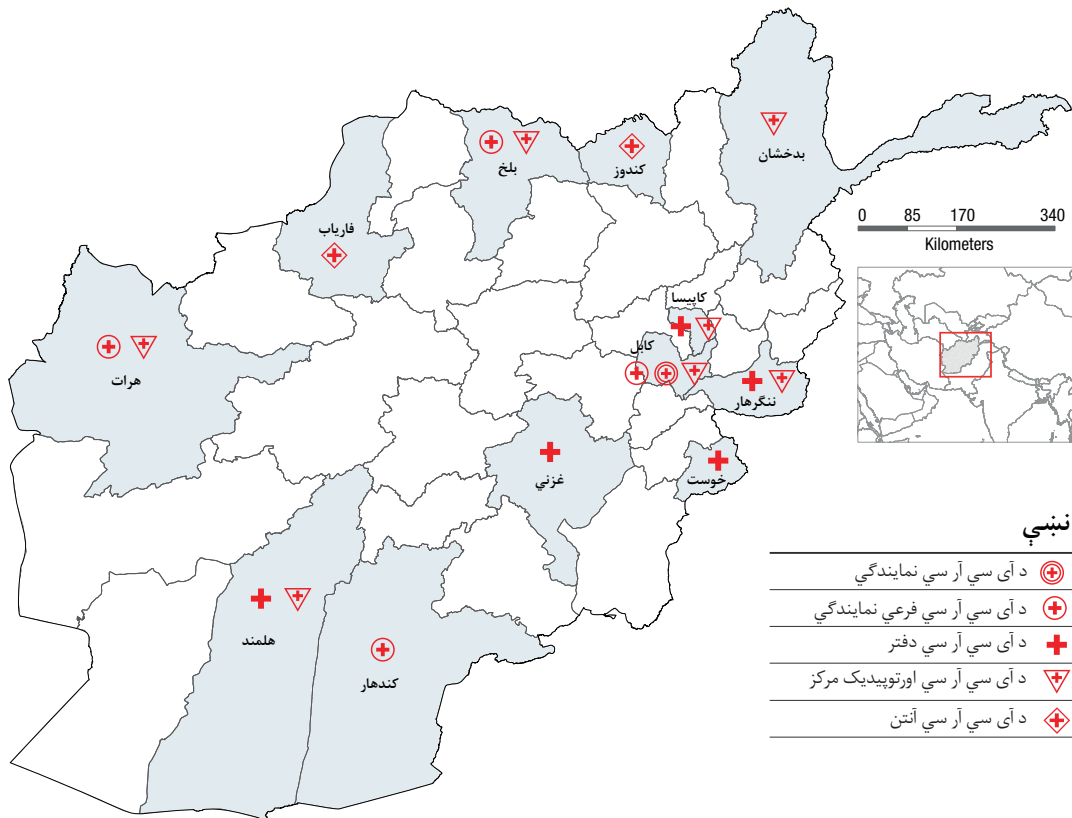 بدخشان
کندوز
بلخ
فارياب
0 85 170 340
Kilometers
کاپيسا
کابل
هرات
ننګرهار
غزني
خوست
هلمند
کندهار
نښې
د آی سي آر سي نمايندګي
د آی سي آر سي فرعي نمايندګي
د آی سي آر سي دفتر
د آی سي آر سي اورتوپيديک مرکز
د آی سي آر سي آنتن